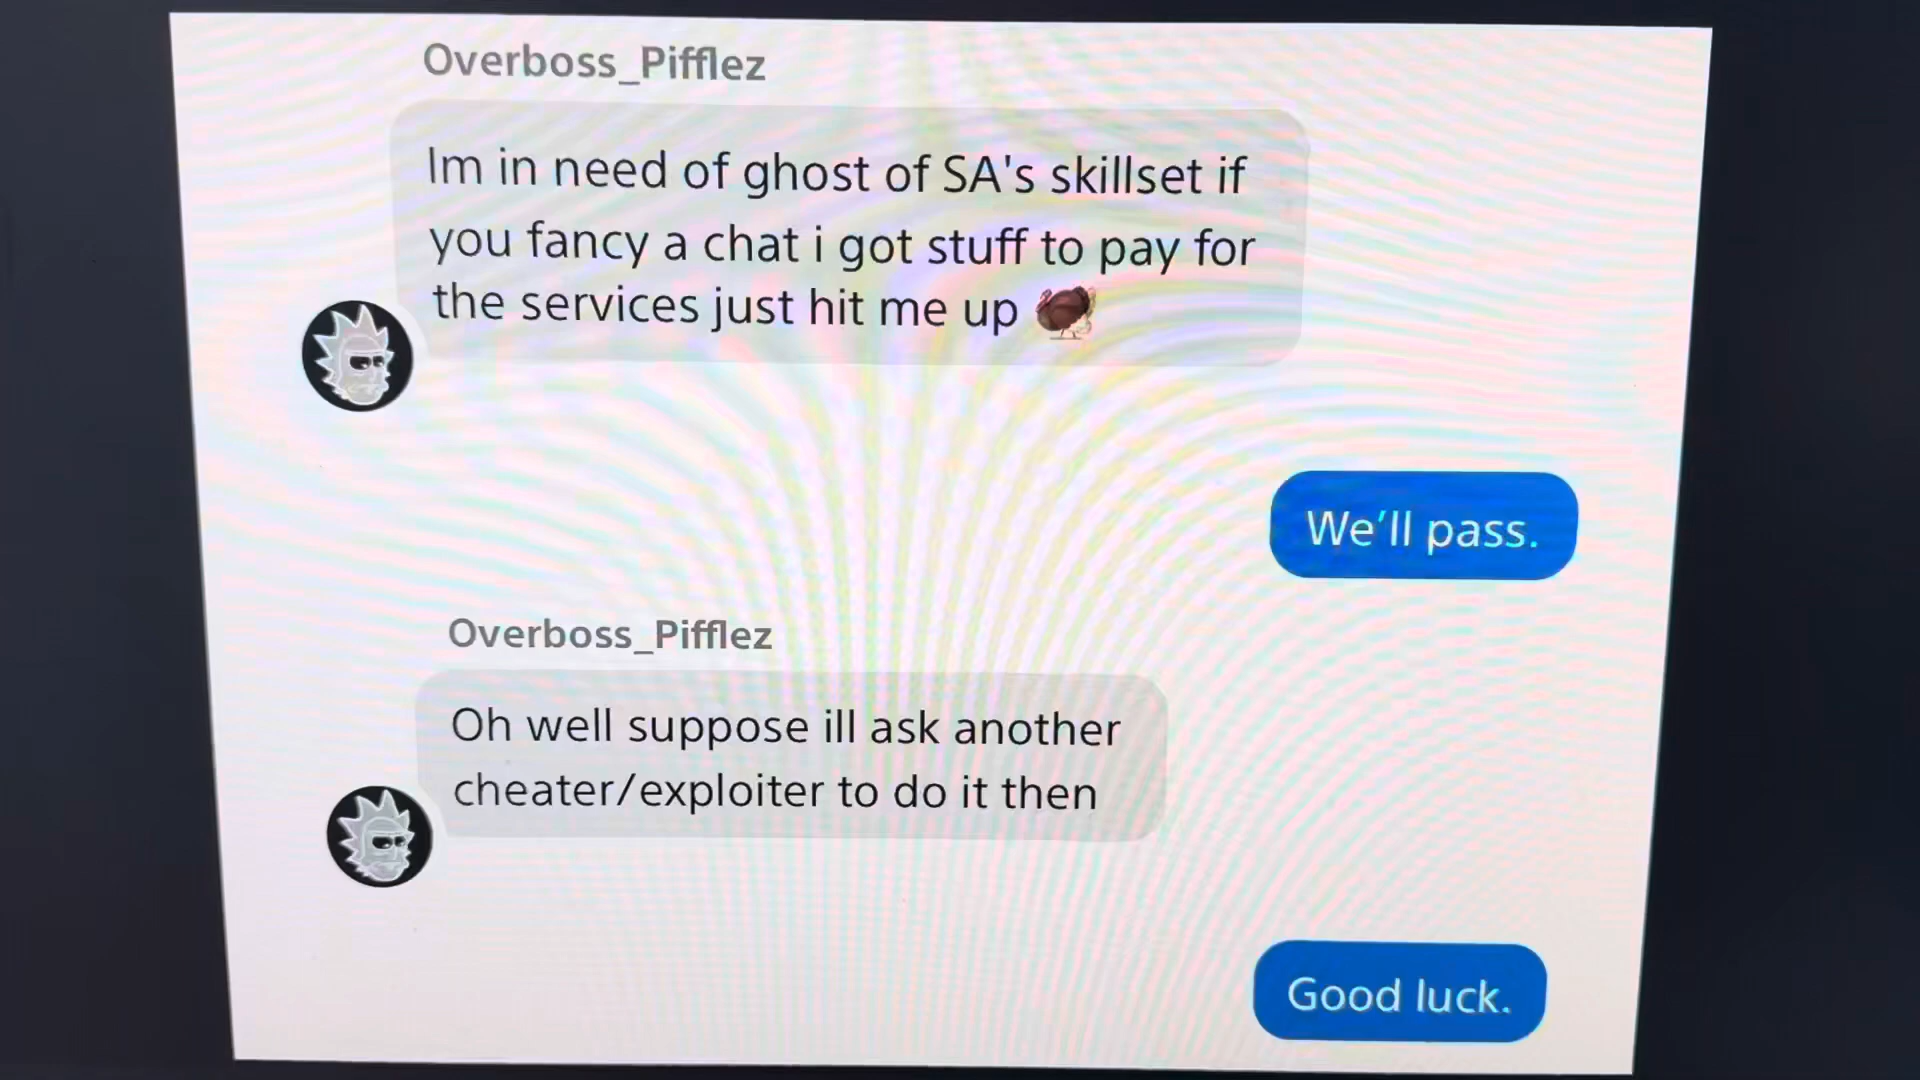 Overboss_Pifflez
Im in need of ghost of SA's skillset if
you fancy a chat i got stuff to pay for
the services just hit me up 🦃
We'll pass.
Overboss_Pifflez
Oh well suppose ill ask another
cheater/exploiter to do it then
Good luck.